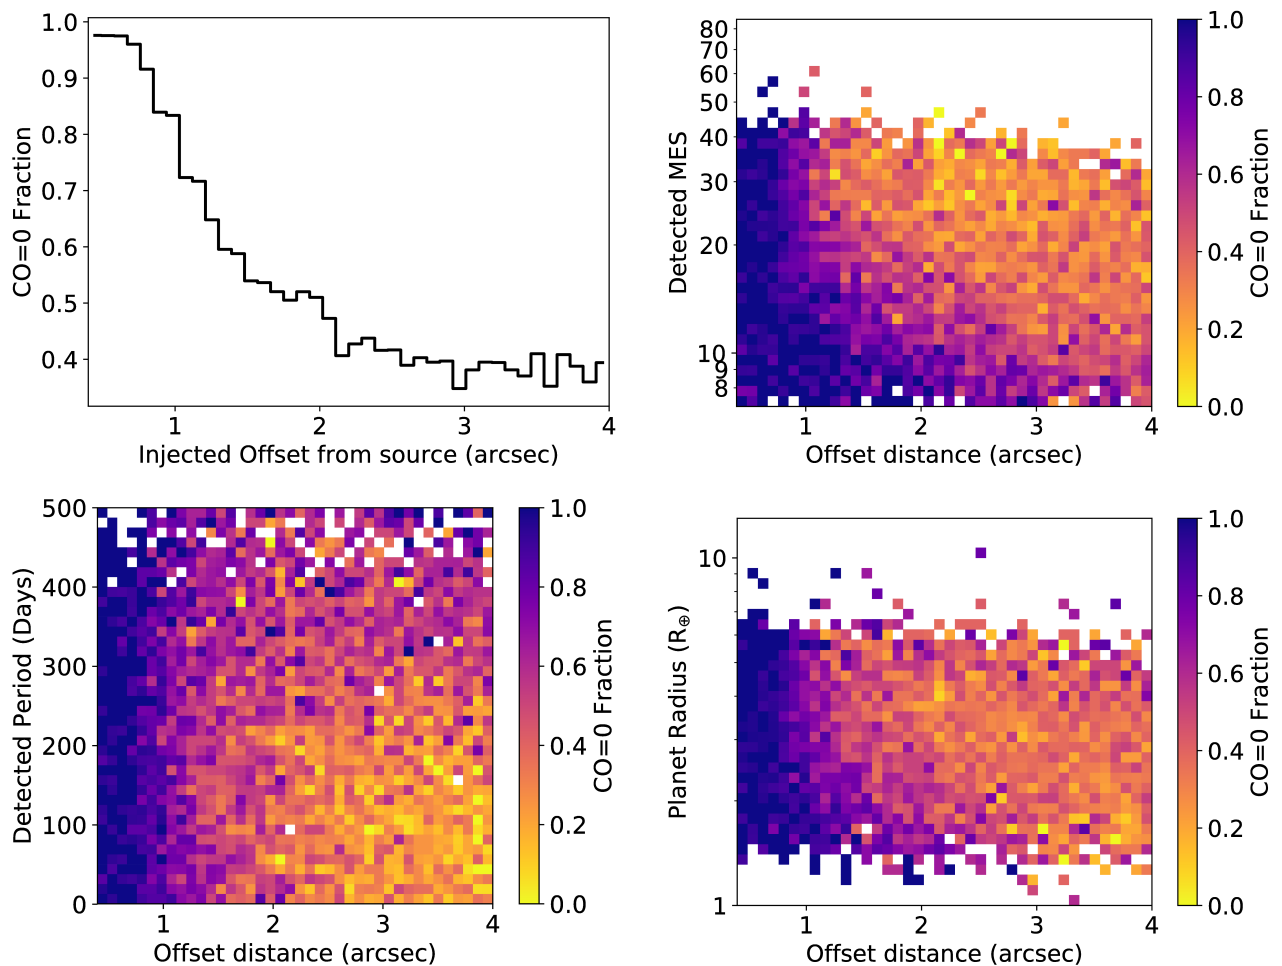 1.0
0.9
0.8
0.7
0.6
0.5
0.4
CO=0 Fraction
1 2 3 4
Injected Offset from source (arcsec)
80
70
60
50
40
30
20
10
9
8
Detected MES
1 2 3 4
Offset distance (arcsec)
1.0
0.8
0.6
0.4
0.2
0.0
CO=0 Fraction
500
400
300
200
100
0
Detected Period (Days)
1 2 3 4
Offset distance (arcsec)
1.0
0.8
0.6
0.4
0.2
0.0
CO=0 Fraction
10
1
Planet Radius (R⊕)
1 2 3 4
Offset distance (arcsec)
1.0
0.8
0.6
0.4
0.2
0.0
CO=0 Fraction